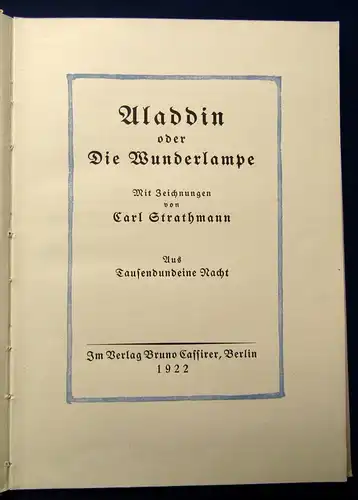 Aladdin
oder
Die Wunderlampe
Mit Zeichnungen
von
Carl Strathmann
Aus
Tausendundeine Nacht
Im Verlag Bruno Cassirer, Berlin
1922